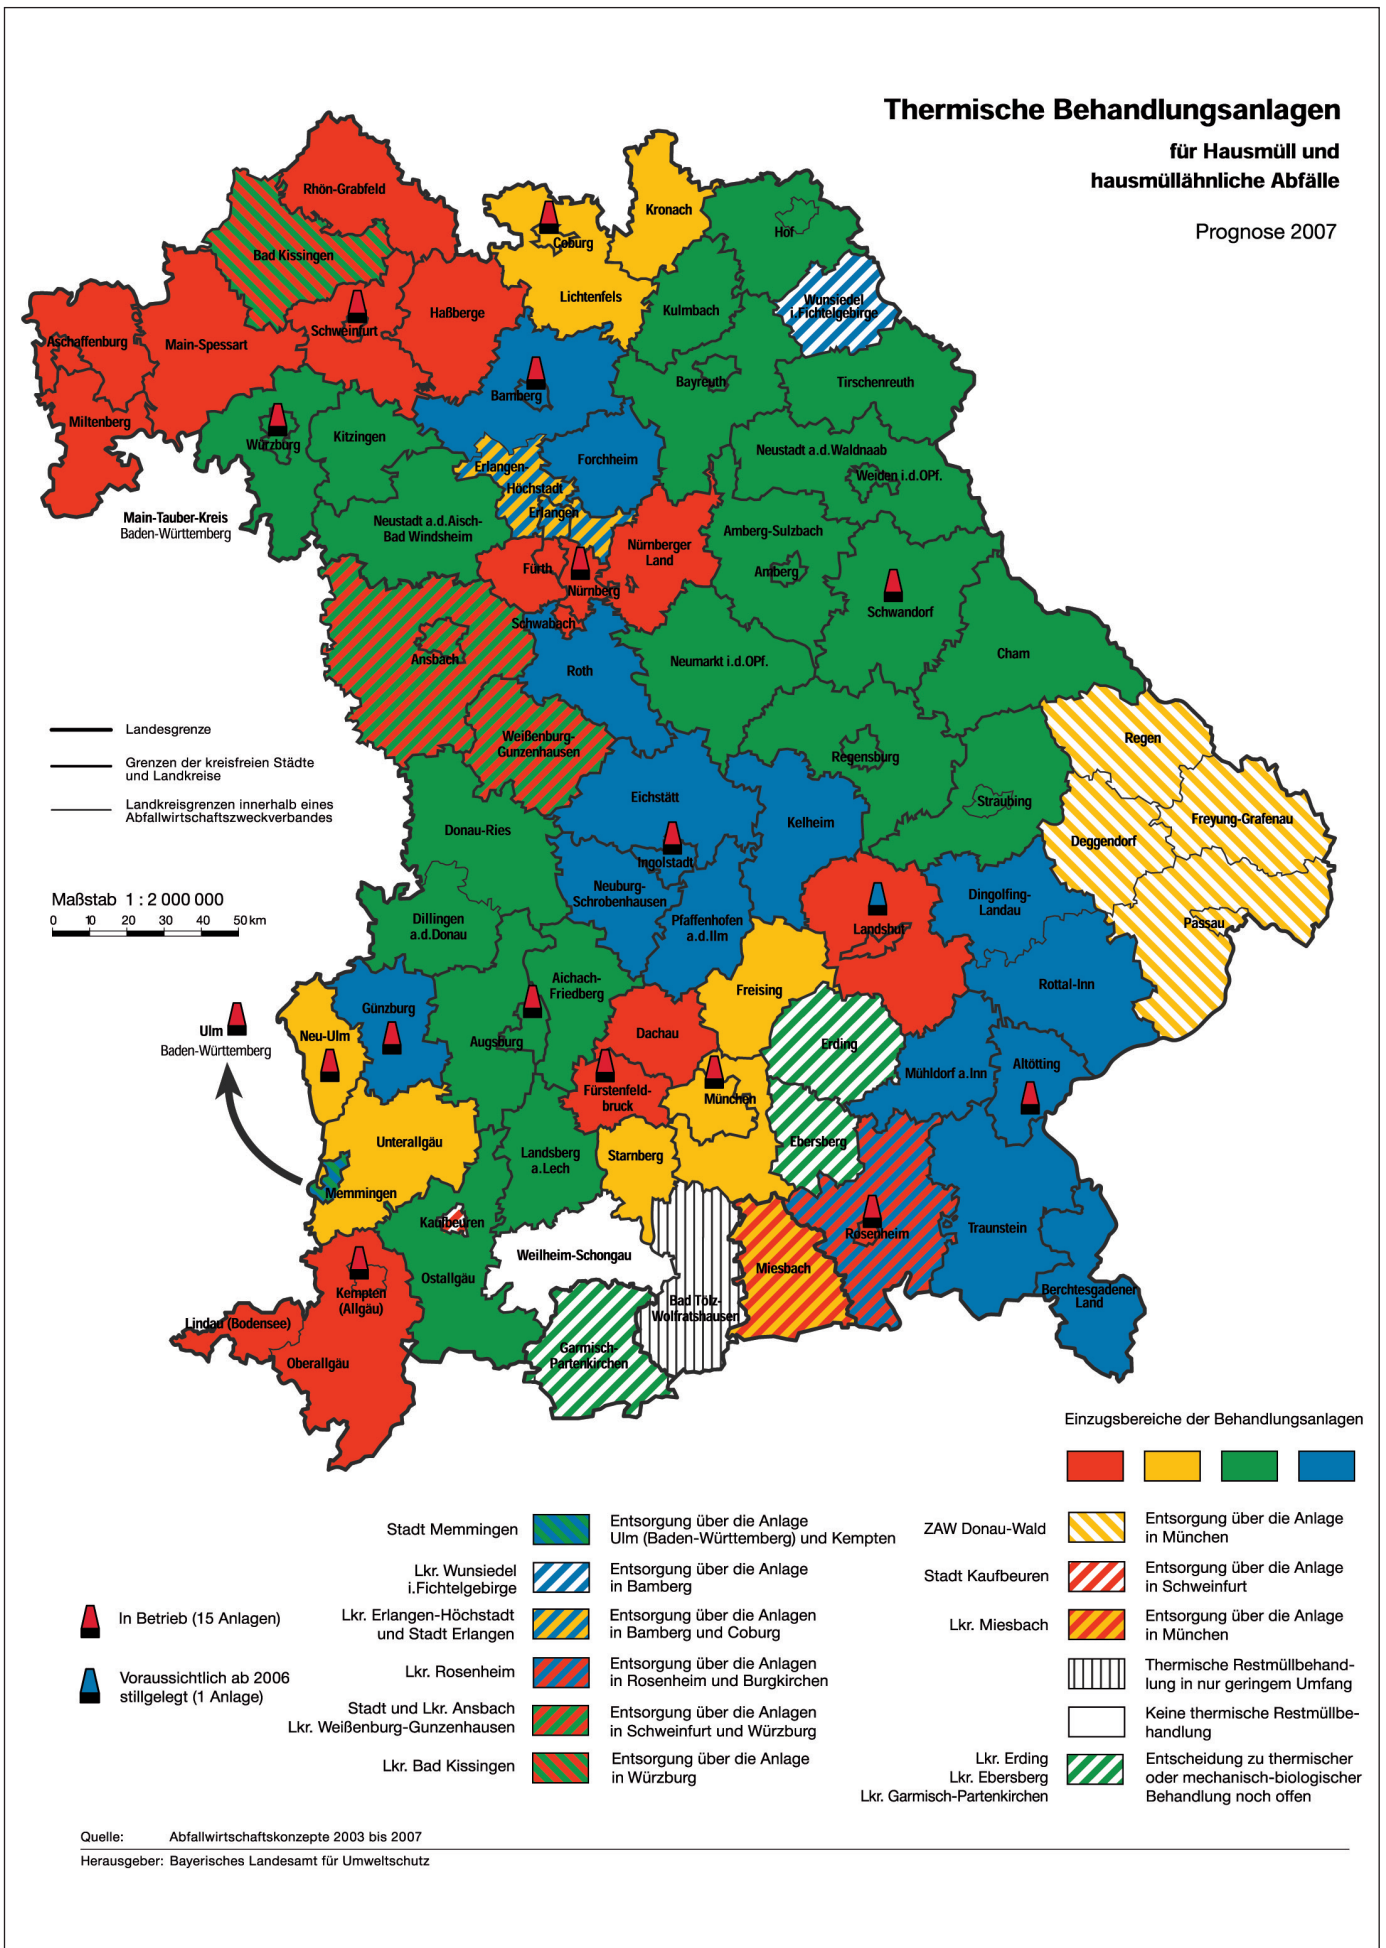 Thermische Behandlungsanlagen
für Hausmüll und
hausmüllähnliche Abfälle
Prognose 2007
Rhön-Grabfeld
Bad Kissingen
Kronach
Coburg
Hof
Lichtenfels
Wunsiedel
i.Fichtelgebirge
Kulmbach
Haßberge
Schweinfurt
Aschaffenburg
Main-Spessart
Bayreuth
Tirschenreuth
Bamberg
Miltenberg
Würzburg
Kitzingen
Forchheim
Neustadt a.d.Waldnaab
Weiden i.d.OPf.
Erlangen-
Höchstadt
Erlangen
Main-Tauber-Kreis
Baden-Württemberg
Neustadt a.d.Aisch-
Bad Windsheim
Nürnberger
Land
Amberg-Sulzbach
Amberg
Fürth
Nürnberg
Schwandorf
Schwabach
Ansbach
Roth
Neumarkt i.d.OPf.
Cham
Landesgrenze
Grenzen der kreisfreien Städte
und Landkreise
Landkreisgrenzen innerhalb eines
Abfallwirtschaftszweckverbandes
Weißenburg-
Gunzenhausen
Regensburg
Regen
Straubing
Eichstätt
Kelheim
Donau-Ries
Deggendorf
Freyung-Grafenau
Ingolstadt
Neuburg-
Schrobenhausen
Pfaffenhofen
a.d.Ilm
Dingolfing-
Landau
Landshut
Passau
Maßstab 1 : 2 000 000
0 10 20 30 40 50 km
Dillingen
a.d.Donau
Aichach-
Friedberg
Freising
Rottal-Inn
Günzburg
Neu-Ulm
Ulm
Baden-Württemberg
Augsburg
Dachau
Erding
Mühldorf a.Inn
Altötting
Fürstenfeld-
bruck
München
Ebersberg
Unterallgäu
Landsberg
a.Lech
Starnberg
Memmingen
Kaufbeuren
Rosenheim
Traunstein
Weilheim-Schongau
Miesbach
Ostallgäu
Kempten
(Allgäu)
Bad Tölz-
Wolfratshausen
Berchtesgadener
Land
Lindau (Bodensee)
Oberallgäu
Garmisch-
Partenkirchen
Einzugsbereiche der Behandlungsanlagen
Stadt Memmingen
Entsorgung über die Anlage
Ulm (Baden-Württemberg) und Kempten
Lkr. Wunsiedel
i.Fichtelgebirge
Entsorgung über die Anlage
in Bamberg
Lkr. Erlangen-Höchstadt
und Stadt Erlangen
Entsorgung über die Anlagen
in Bamberg und Coburg
Lkr. Rosenheim
Entsorgung über die Anlagen
in Rosenheim und Burgkirchen
Stadt und Lkr. Ansbach
Lkr. Weißenburg-Gunzenhausen
Entsorgung über die Anlagen
in Schweinfurt und Würzburg
Lkr. Bad Kissingen
Entsorgung über die Anlage
in Würzburg
In Betrieb (15 Anlagen)
Voraussichtlich ab 2006
stillgelegt (1 Anlage)
ZAW Donau-Wald
Entsorgung über die Anlage
in München
Stadt Kaufbeuren
Entsorgung über die Anlage
in Schweinfurt
Lkr. Miesbach
Entsorgung über die Anlage
in München
Thermische Restmüllbehand-
lung in nur geringem Umfang
Keine thermische Restmüllbe-
handlung
Lkr. Erding
Lkr. Ebersberg
Lkr. Garmisch-Partenkirchen
Entscheidung zu thermischer
oder mechanisch-biologischer
Behandlung noch offen
Quelle: Abfallwirtschaftskonzepte 2003 bis 2007
Herausgeber: Bayerisches Landesamt für Umweltschutz